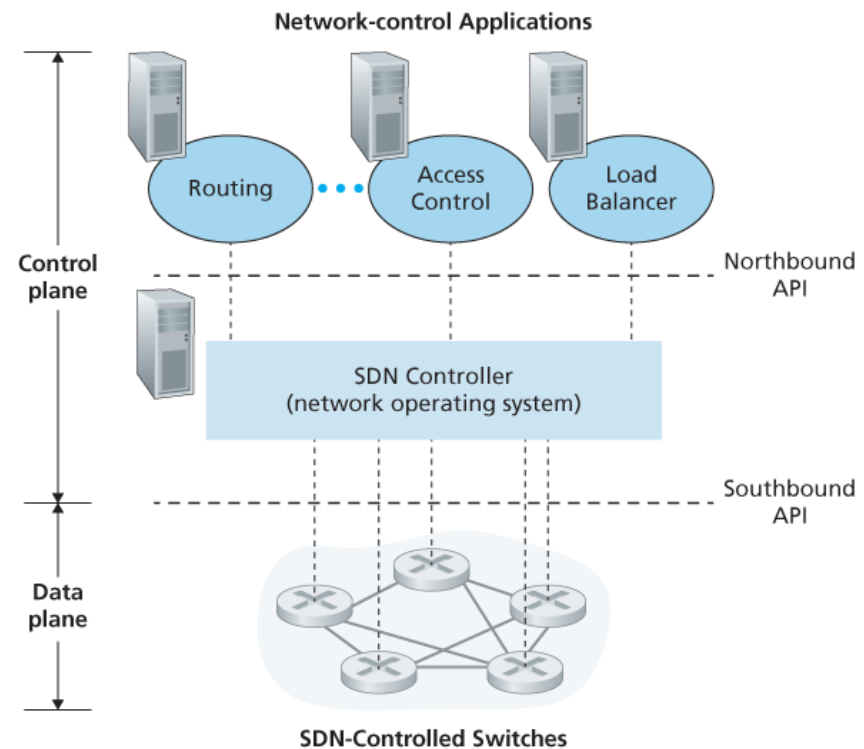 Network-control Applications
Routing
Access
Control
Load
Balancer
Control
plane
Northbound
API
SDN Controller
(network operating system)
Southbound
API
Data
plane
SDN-Controlled Switches